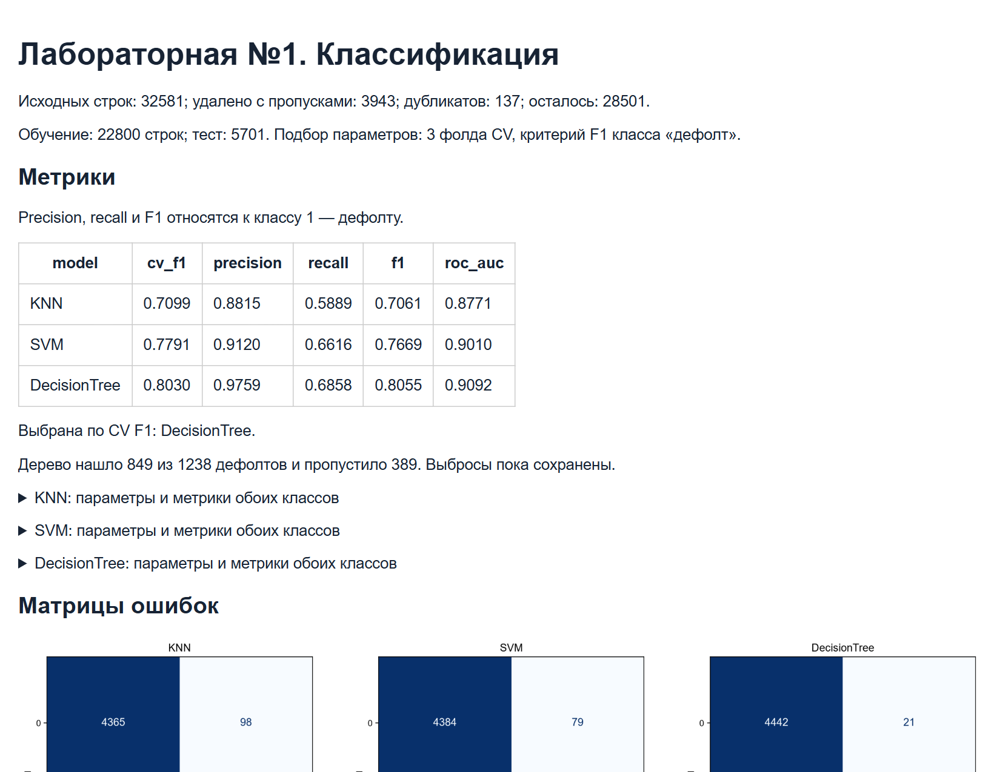 Лабораторная №1. Классификация
Исходных строк: 32581; удалено с пропусками: 3943; дубликатов: 137; осталось: 28501.
Обучение: 22800 строк; тест: 5701. Подбор параметров: 3 фолда CV, критерий F1 класса «дефолт».
Метрики
Precision, recall и F1 относятся к классу 1 — дефолту.
model cv_f1 precision recall f1 roc_auc
KNN 0.7099 0.8815 0.5889 0.7061 0.8771
SVM 0.7791 0.9120 0.6616 0.7669 0.9010
DecisionTree 0.8030 0.9759 0.6858 0.8055 0.9092
Выбрана по CV F1: DecisionTree.
Дерево нашло 849 из 1238 дефолтов и пропустило 389. Выбросы пока сохранены.
▶ KNN: параметры и метрики обоих классов
▶ SVM: параметры и метрики обоих классов
▶ DecisionTree: параметры и метрики обоих классов
Матрицы ошибок
KNN SVM DecisionTree
0 4365 98 0 4384 79 0 4442 21